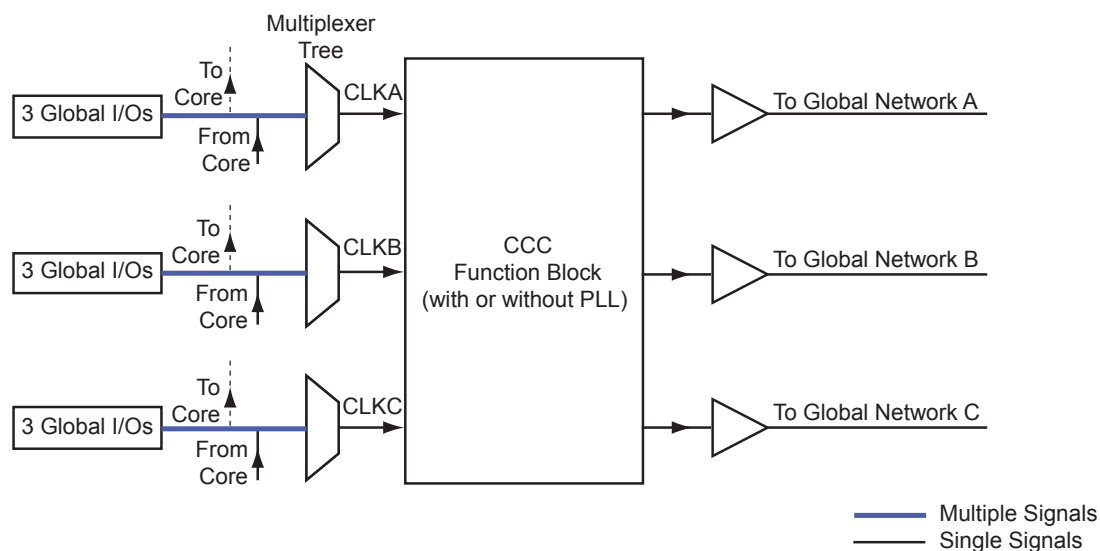 Multiplexer
Tree
To
Core
3 Global I/Os
From
Core
CLKA
To Global Network A
To
Core
3 Global I/Os
From
Core
CLKB
CCC
Function Block
(with or without PLL)
To Global Network B
To
Core
3 Global I/Os
From
Core
CLKC
To Global Network C
Multiple Signals
Single Signals